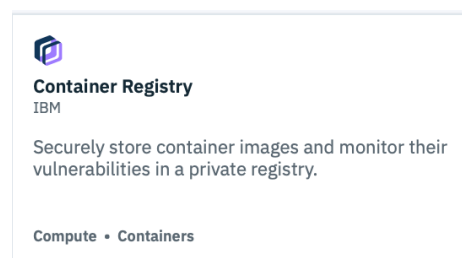 Container Registry
IBM
Securely store container images and monitor their
vulnerabilities in a private registry.
Compute • Containers